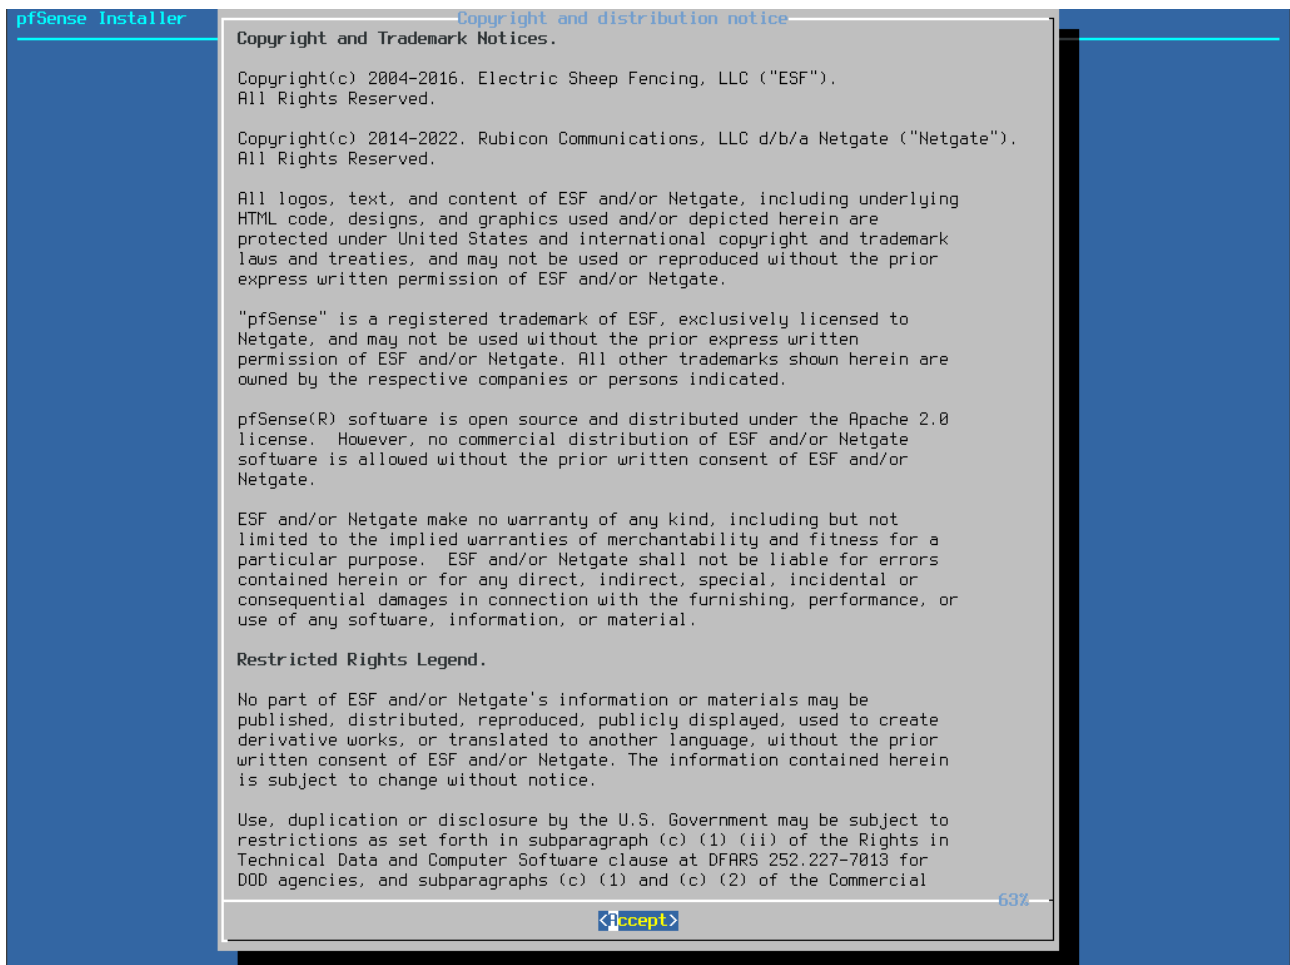 pfSense Installer
Copyright and distribution notice
Copyright and Trademark Notices.
Copyright(c) 2004-2016. Electric Sheep Fencing, LLC ("ESF").
All Rights Reserved.
Copyright(c) 2014-2022. Rubicon Communications, LLC d/b/a Netgate ("Netgate").
All Rights Reserved.
All logos, text, and content of ESF and/or Netgate, including underlying
HTML code, designs, and graphics used and/or depicted herein are
protected under United States and international copyright and trademark
laws and treaties, and may not be used or reproduced without the prior
express written permission of ESF and/or Netgate.
"pfSense" is a registered trademark of ESF, exclusively licensed to
Netgate, and may not be used without the prior express written
permission of ESF and/or Netgate. All other trademarks shown herein are
owned by the respective companies or persons indicated.
pfSense(R) software is open source and distributed under the Apache 2.0
license.  However, no commercial distribution of ESF and/or Netgate
software is allowed without the prior written consent of ESF and/or
Netgate.
ESF and/or Netgate make no warranty of any kind, including but not
limited to the implied warranties of merchantability and fitness for a
particular purpose.  ESF and/or Netgate shall not be liable for errors
contained herein or for any direct, indirect, special, incidental or
consequential damages in connection with the furnishing, performance, or
use of any software, information, or material.
Restricted Rights Legend.
No part of ESF and/or Netgate's information or materials may be
published, distributed, reproduced, publicly displayed, used to create
derivative works, or translated to another language, without the prior
written consent of ESF and/or Netgate. The information contained herein
is subject to change without notice.
Use, duplication or disclosure by the U.S. Government may be subject to
restrictions as set forth in subparagraph (c) (1) (ii) of the Rights in
Technical Data and Computer Software clause at DFARS 252.227-7013 for
DOD agencies, and subparagraphs (c) (1) and (c) (2) of the Commercial
63%
<Accept>